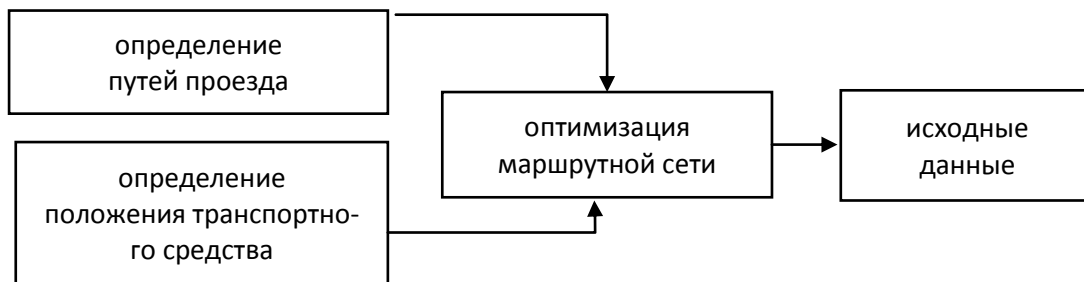 определение
путей проезда
оптимизация
маршрутной сети
исходные
данные
определение
положения транспортно-
го средства